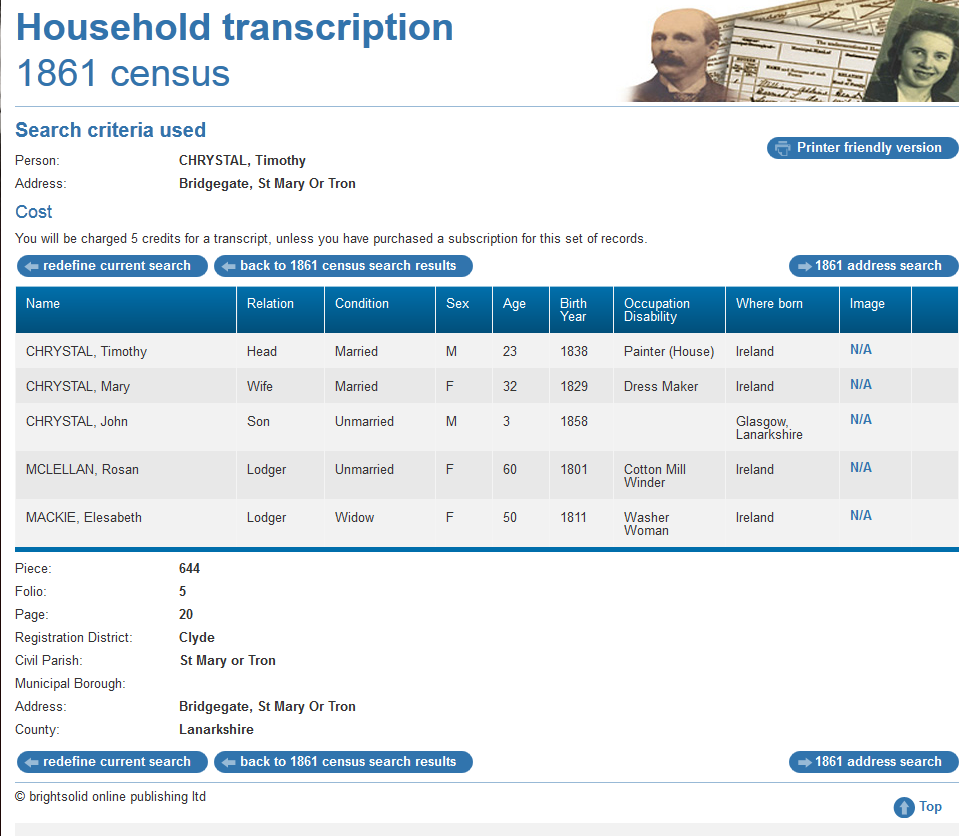 Household transcription
1861 census
Search criteria used
Printer friendly version
Person: CHRYSTAL, Timothy
Address: Bridgegate, St Mary Or Tron
Cost
You will be charged 5 credits for a transcript, unless you have purchased a subscription for this set of records.
redefine current search back to 1861 census search results 1861 address search
Name Relation Condition Sex Age Birth Year Occupation Disability Where born Image
CHRYSTAL, Timothy Head Married M 23 1838 Painter (House) Ireland N/A
CHRYSTAL, Mary Wife Married F 32 1829 Dress Maker Ireland N/A
CHRYSTAL, John Son Unmarried M 3 1858 Glasgow, Lanarkshire N/A
MCLELLAN, Rosan Lodger Unmarried F 60 1801 Cotton Mill Winder Ireland N/A
MACKIE, Elesabeth Lodger Widow F 50 1811 Washer Woman Ireland N/A
Piece: 644
Folio: 5
Page: 20
Registration District: Clyde
Civil Parish: St Mary or Tron
Municipal Borough:
Address: Bridgegate, St Mary Or Tron
County: Lanarkshire
redefine current search back to 1861 census search results 1861 address search
© brightsolid online publishing ltd
Top